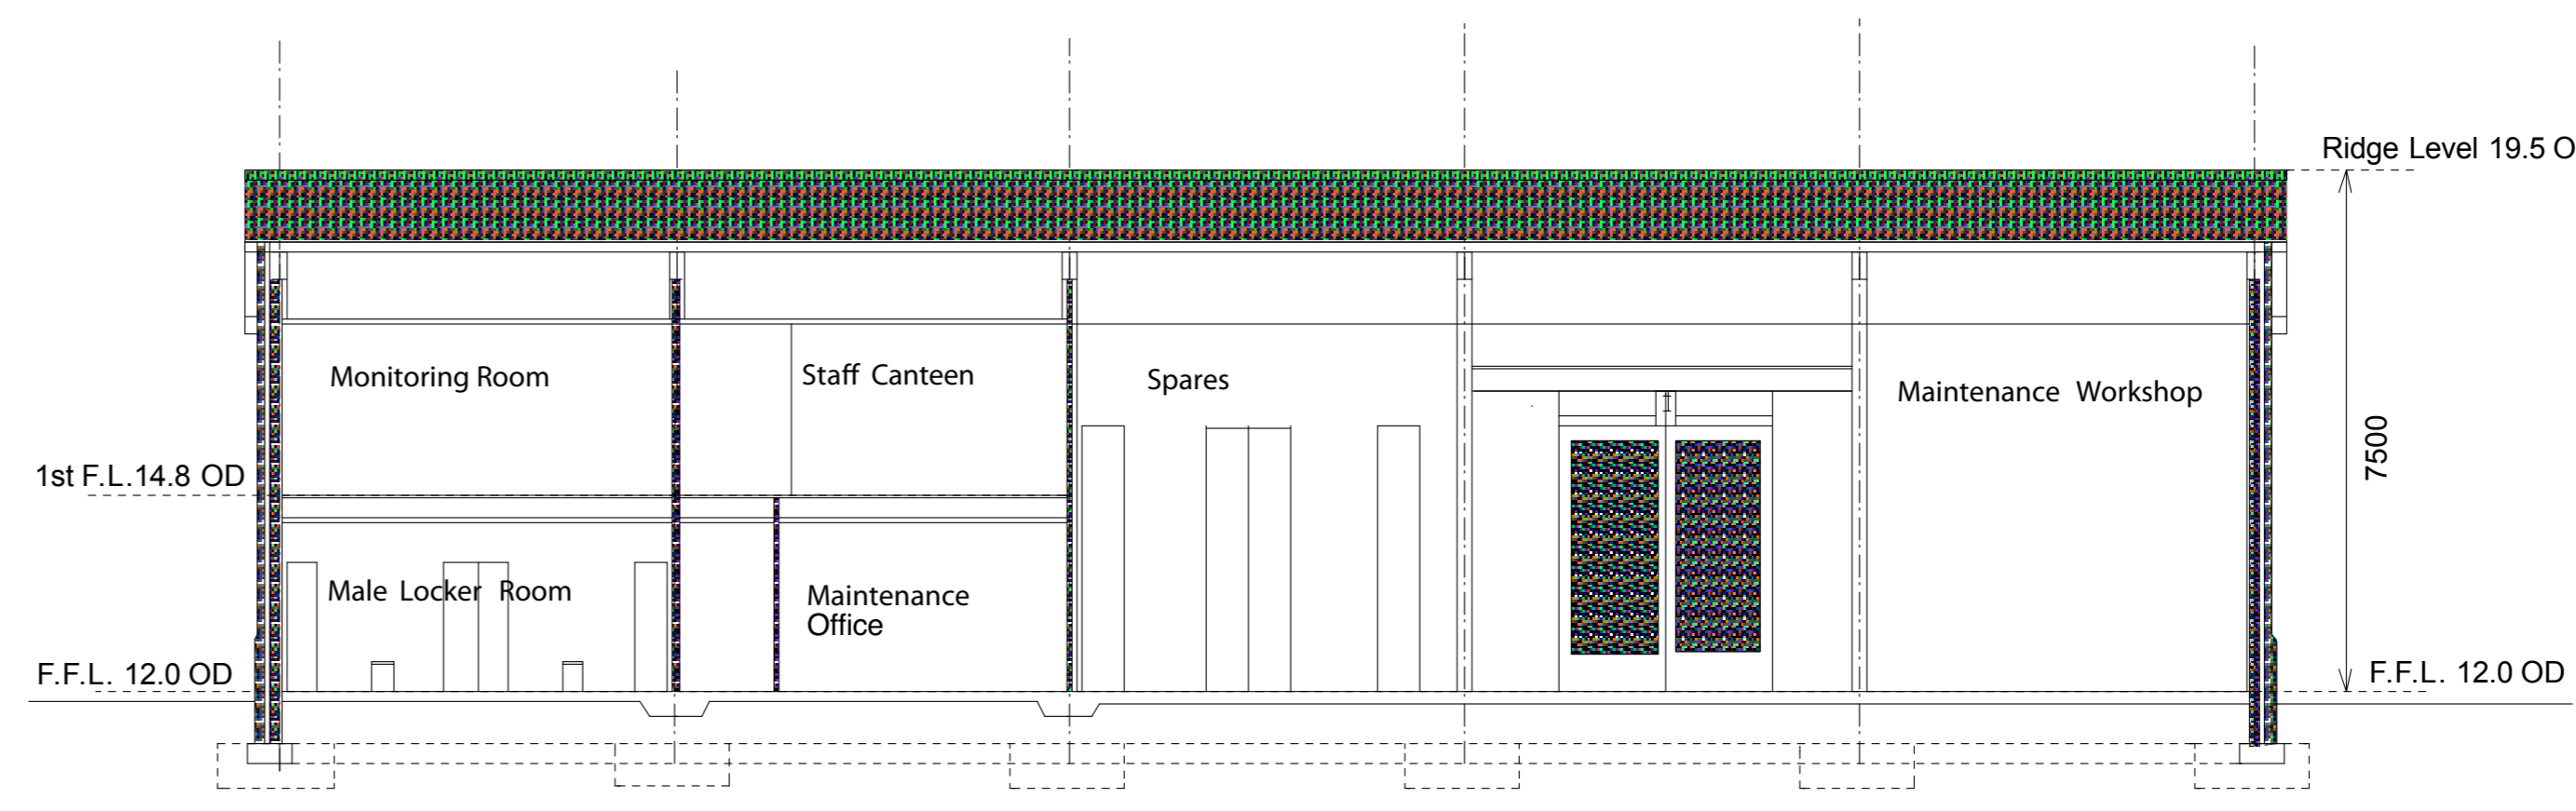 Ridge Level 19.5 O
Monitoring Room
Staff Canteen
Spares
Maintenance Workshop
7500
1st F.L.14.8 OD
Male Locker Room
Maintenance
Office
F.F.L. 12.0 OD
F.F.L. 12.0 OD